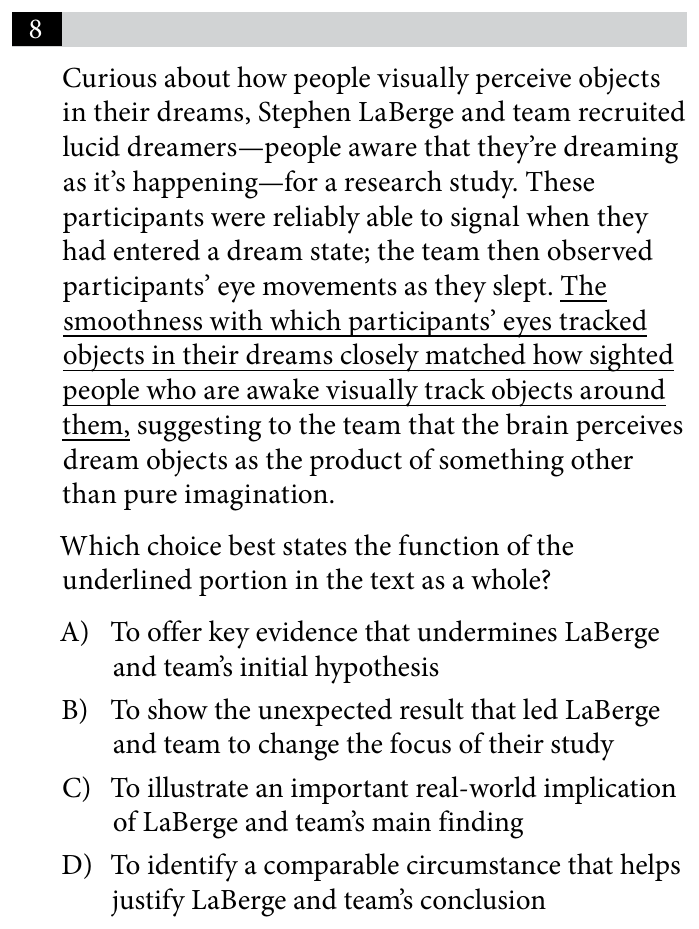 8
Curious about how people visually perceive objects
in their dreams, Stephen LaBerge and team recruited
lucid dreamers—people aware that they’re dreaming
as it’s happening—for a research study. These
participants were reliably able to signal when they
had entered a dream state; the team then observed
participants’ eye movements as they slept. The
smoothness with which participants’ eyes tracked
objects in their dreams closely matched how sighted
people who are awake visually track objects around
them, suggesting to the team that the brain perceives
dream objects as the product of something other
than pure imagination.
Which choice best states the function of the
underlined portion in the text as a whole?
A) To offer key evidence that undermines LaBerge
and team’s initial hypothesis
B) To show the unexpected result that led LaBerge
and team to change the focus of their study
C) To illustrate an important real-world implication
of LaBerge and team’s main finding
D) To identify a comparable circumstance that helps
justify LaBerge and team’s conclusion